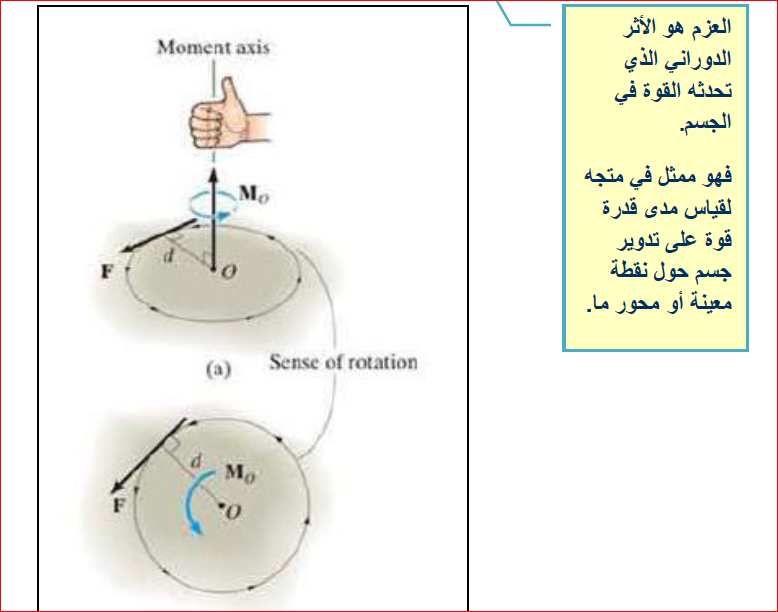 العزم هو الأثر
الدوراني الذي
تحدثه القوة في
الجسم.
فهو ممثل في متجه
لقياس مدى قدرة
قوة على تدوير
جسم حول نقطة
معينة أو محور ما.
Moment axis
M_O
d
F
O
(a)
Sense of rotation
d
M_O
F
O